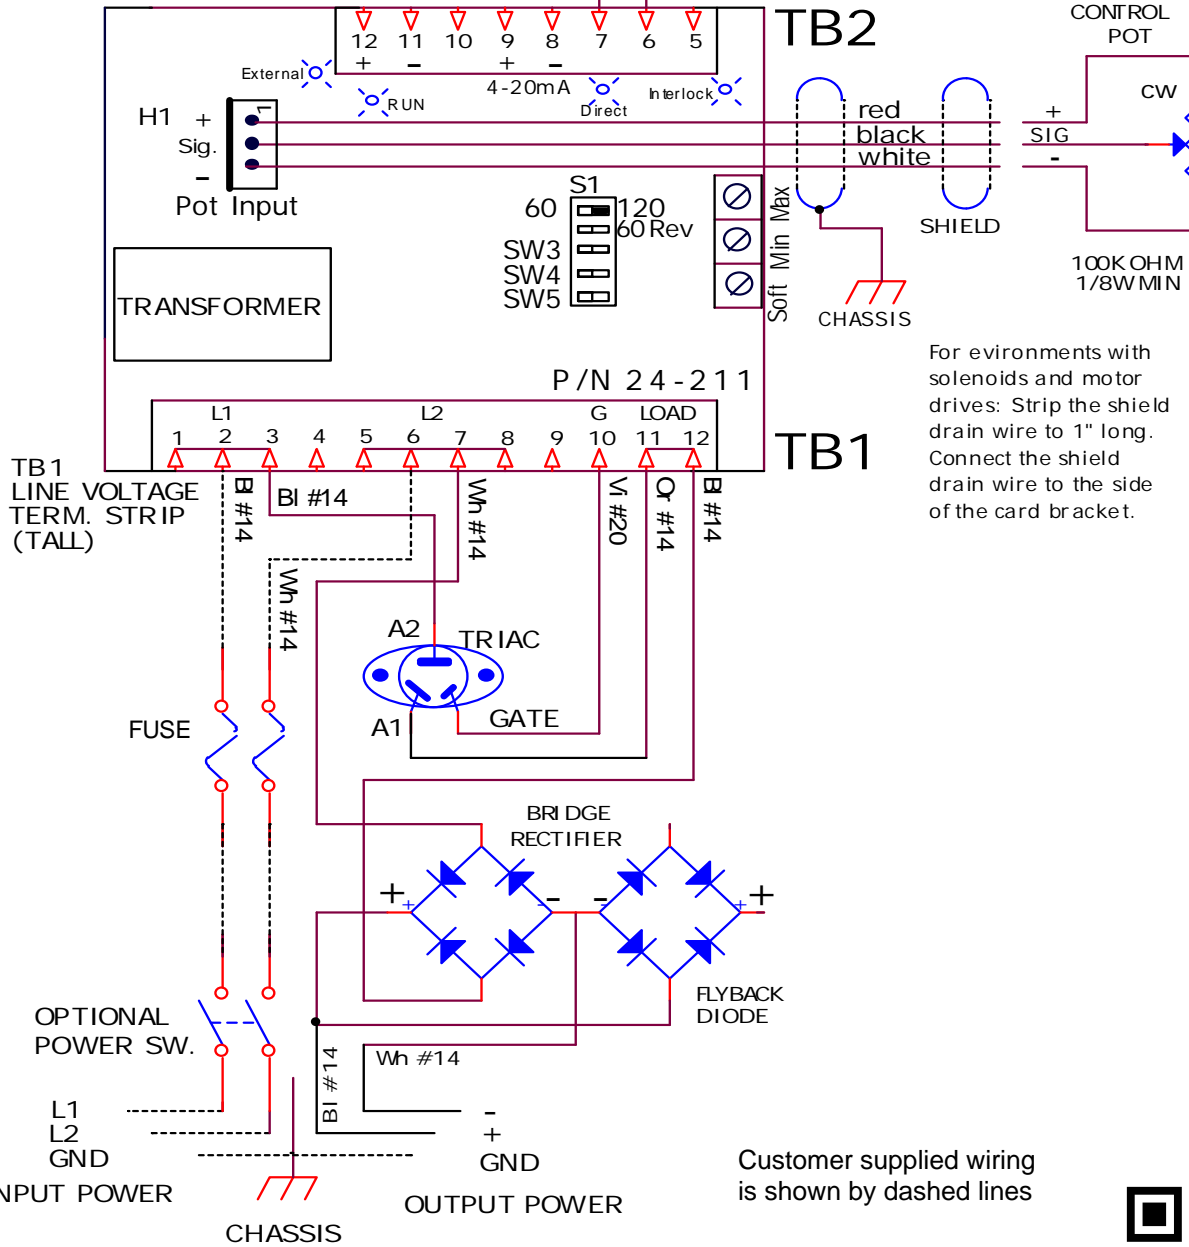 TB2
CONTROL
POT
12 11 10 9 8 7 6 5
+ - + -
4-20mA
External
RUN
Direct
Interlock
CW
H1 +
1
Sig.
-
Pot Input
red
black
white
+
SIG
-
S1
60 120
60 Rev
SW3
SW4
SW5
Soft Min Max
SHIELD
CHASSIS
100K OHM
1/8W MIN
TRANSFORMER
For evironments with
solenoids and motor
drives: Strip the shield
drain wire to 1" long.
Connect the shield
drain wire to the side
of the card bracket.
P/N 24-211
L1 L2 G LOAD
1 2 3 4 5 6 7 8 9 10 11 12
TB1
TB1
LINE VOLTAGE
TERM. STRIP
(TALL)
Bl #14
Bl #14
Wh #14
Vi #20
Or #14
Bl #14
Wh #14
A2
TRIAC
A1
GATE
FUSE
BRIDGE
RECTIFIER
+ + - - + +
FLYBACK
DIODE
OPTIONAL
POWER SW.
Bl #14
Wh #14
L1
L2
GND
NPUT POWER
-
+
GND
OUTPUT POWER
CHASSIS
Customer supplied wiring
is shown by dashed lines